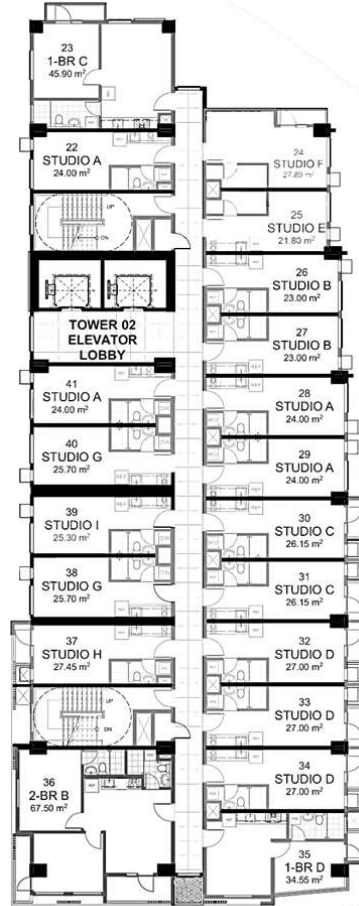 23
1-BR C
45.90 m²
22
STUDIO A
24.00 m²
UP
DN
TOWER 02
ELEVATOR
LOBBY
41
STUDIO A
24.00 m²
40
STUDIO G
25.70 m²
39
STUDIO I
25.30 m²
38
STUDIO G
25.70 m²
37
STUDIO H
27.45 m²
UP
DN
36
2-BR B
67.50 m²
24
STUDIO F
27.80 m²
25
STUDIO E
21.80 m²
26
STUDIO B
23.00 m²
27
STUDIO B
23.00 m²
28
STUDIO A
24.00 m²
29
STUDIO A
24.00 m²
30
STUDIO C
26.15 m²
31
STUDIO C
26.15 m²
32
STUDIO D
27.00 m²
33
STUDIO D
27.00 m²
34
STUDIO D
27.00 m²
35
1-BR D
34.55 m²